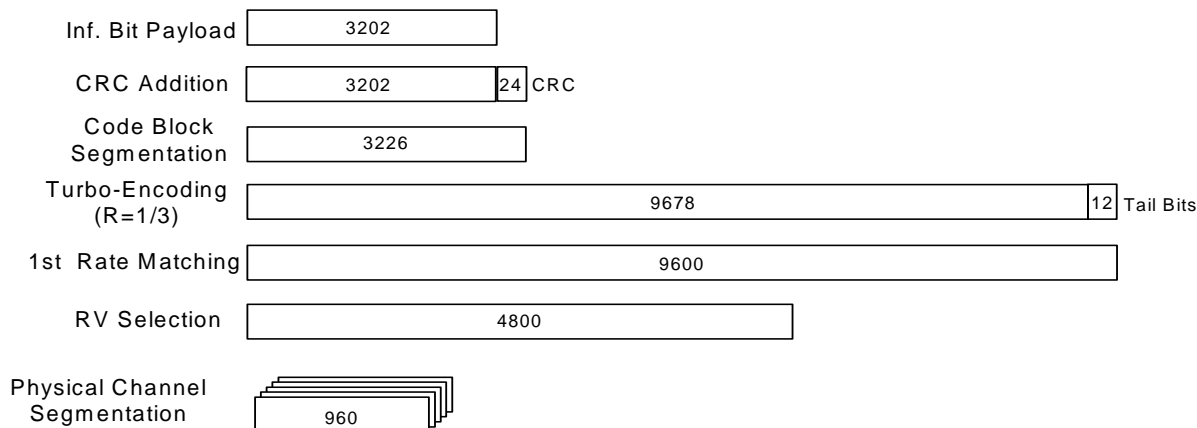 Inf. Bit Payload 3202
CRC Addition 3202 24 CRC
Code Block
Segmentation 3226
Turbo-Encoding
(R=1/3) 9678 12 Tail Bits
1st Rate Matching 9600
RV Selection 4800
Physical Channel
Segmentation 960